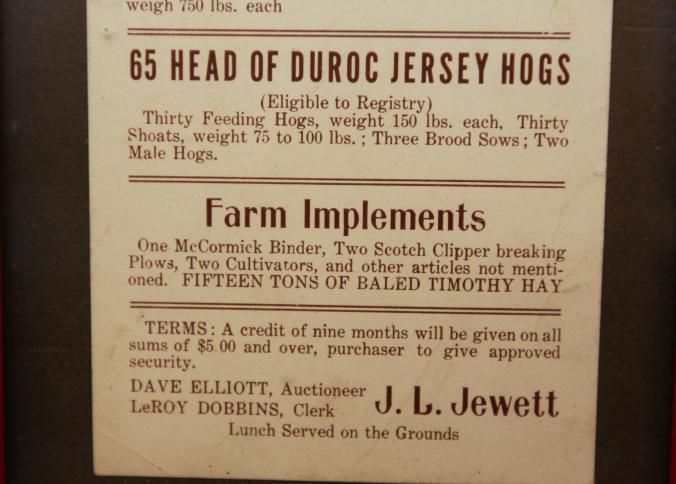 weigh 750 lbs. each
65 HEAD OF DUROC JERSEY HOGS
(Eligible to Registry)
Thirty Feeding Hogs, weight 150 lbs. each, Thirty
Shoats, weight 75 to 100 lbs. ; Three Brood Sows ; Two
Male Hogs.
Farm Implements
One McCormick Binder, Two Scotch Clipper breaking
Plows, Two Cultivators, and other articles not menti-
oned. FIFTEEN TONS OF BALED TIMOTHY HAY
TERMS : A credit of nine months will be given on all
sums of $5.00 and over, purchaser to give approved
security.
DAVE ELLIOTT, Auctioneer
LeROY DOBBINS, Clerk
J. L. Jewett
Lunch Served on the Grounds